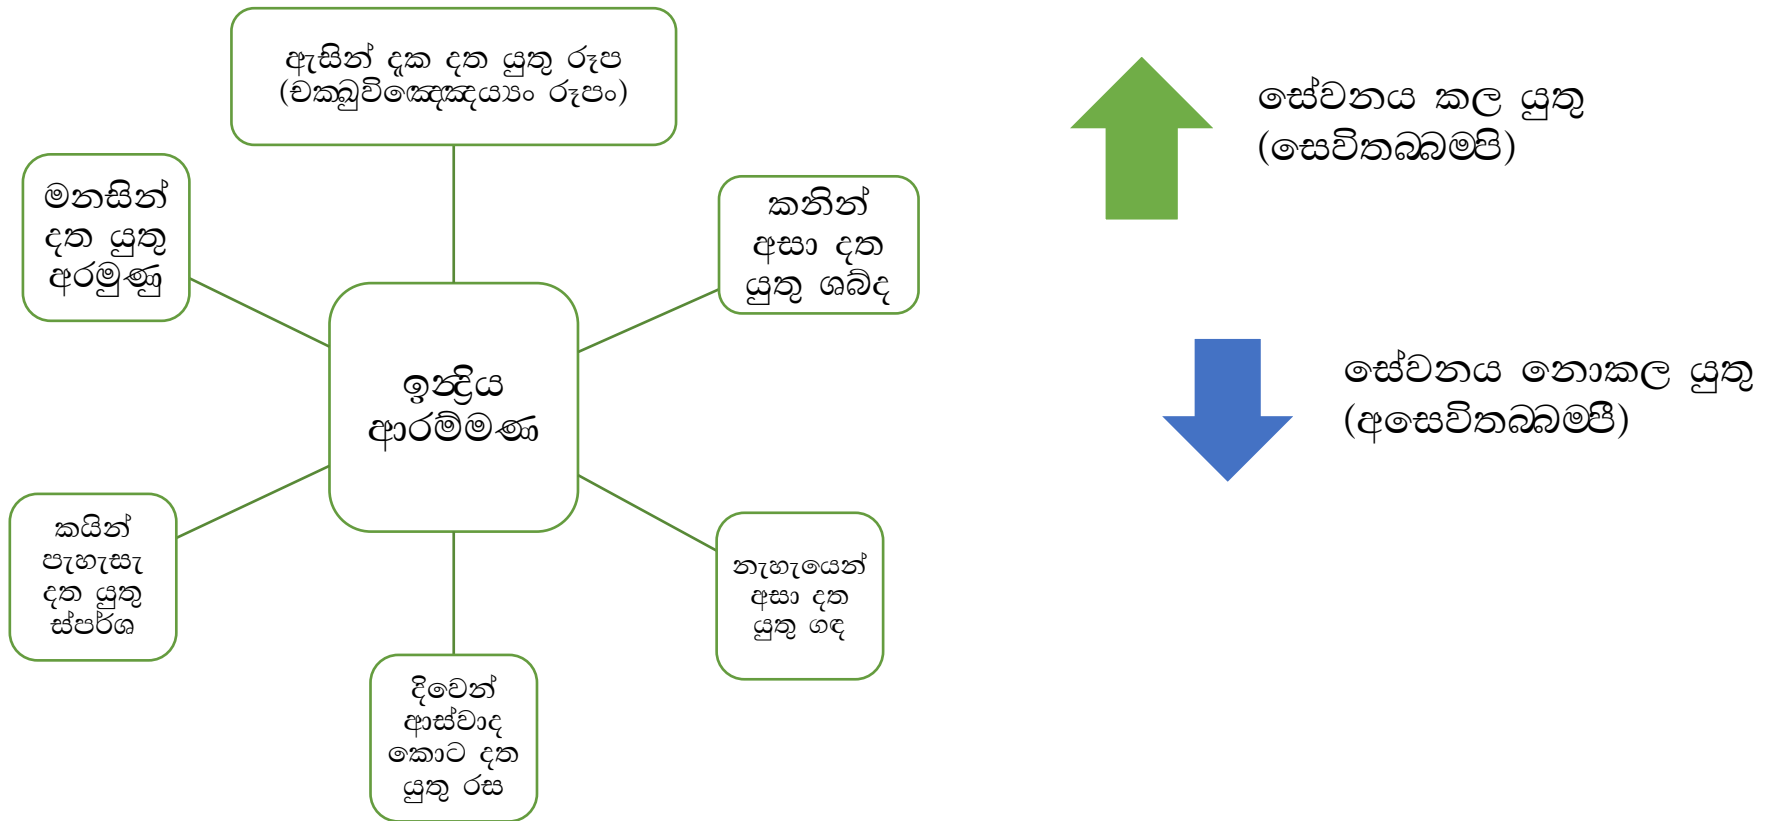 ඇසින් දැක දත යුතු රූප
(චක්‍ඛුවිඤ්ඤෙය්‍යං රූපං)
සේවනය කල යුතු
(සෙවිතබ්බම්පි)
මනසින්
දත යුතු
අරමුණු
කනින්
අසා දත
යුතු ශබ්ද
ඉන්ද්‍රිය
ආරම්මණ
සේවනය නොකල යුතු
(අසෙවිතබ්බම්පී)
කයින්
පැහැසැ
දත යුතු
ස්පර්ශ
නැහැයෙන්
අසා දත
යුතු ගඳ
දිවෙන්
ආස්වාද
කොට දත
යුතු රස